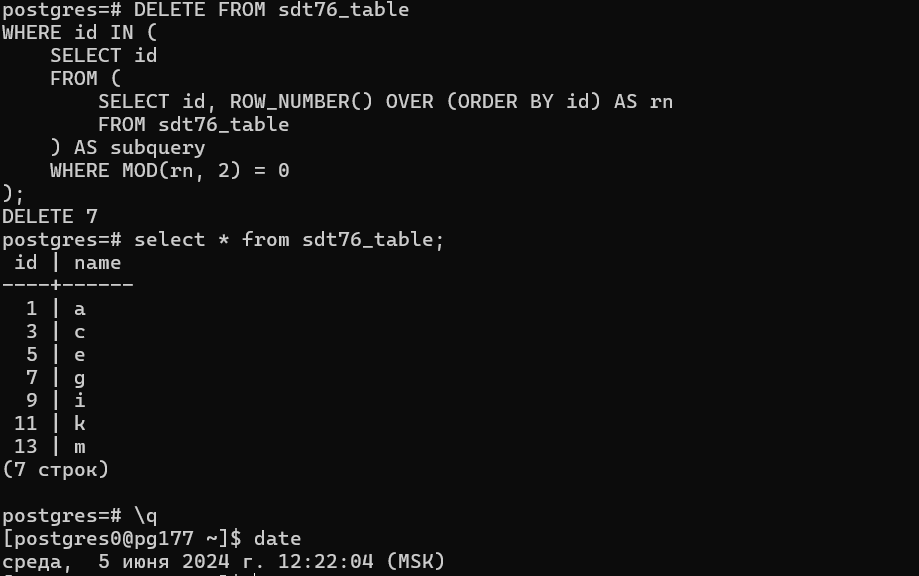 postgres=# DELETE FROM sdt76_table
WHERE id IN (
    SELECT id
    FROM (
        SELECT id, ROW_NUMBER() OVER (ORDER BY id) AS rn
        FROM sdt76_table
    ) AS subquery
    WHERE MOD(rn, 2) = 0
);
DELETE 7
postgres=# select * from sdt76_table;
 id | name
----+------
  1 | a
  3 | c
  5 | e
  7 | g
  9 | i
 11 | k
 13 | m
(7 строк)

postgres=# \q
[postgres0@pg177 ~]$ date
среда,  5 июня 2024 г. 12:22:04 (MSK)